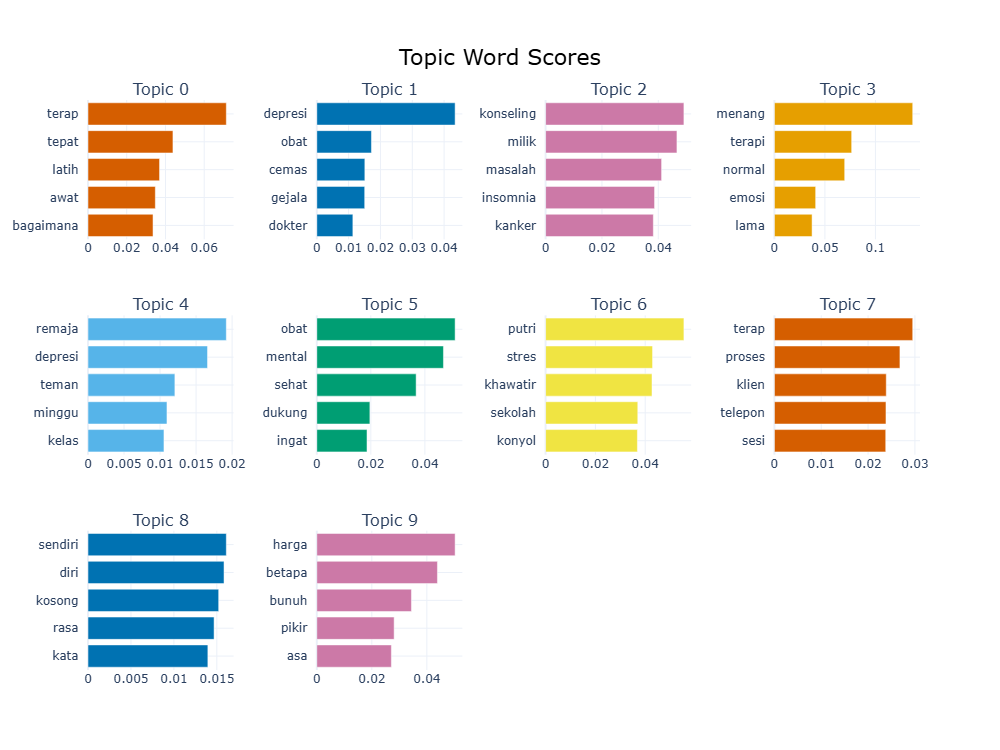 Topic Word Scores
Topic 0
terap
tepat
latih
awat
bagaimana
0 0.02 0.04 0.06
Topic 1
depresi
obat
cemas
gejala
dokter
0 0.01 0.02 0.03 0.04
Topic 2
konseling
milik
masalah
insomnia
kanker
0 0.02 0.04
Topic 3
menang
terapi
normal
emosi
lama
0 0.05 0.1
Topic 4
remaja
depresi
teman
minggu
kelas
0 0.005 0.01 0.015 0.02
Topic 5
obat
mental
sehat
dukung
ingat
0 0.02 0.04
Topic 6
putri
stres
khawatir
sekolah
konyol
0 0.02 0.04
Topic 7
terap
proses
klien
telepon
sesi
0 0.01 0.02 0.03
Topic 8
sendiri
diri
kosong
rasa
kata
0 0.005 0.01 0.015
Topic 9
harga
betapa
bunuh
pikir
asa
0 0.02 0.04